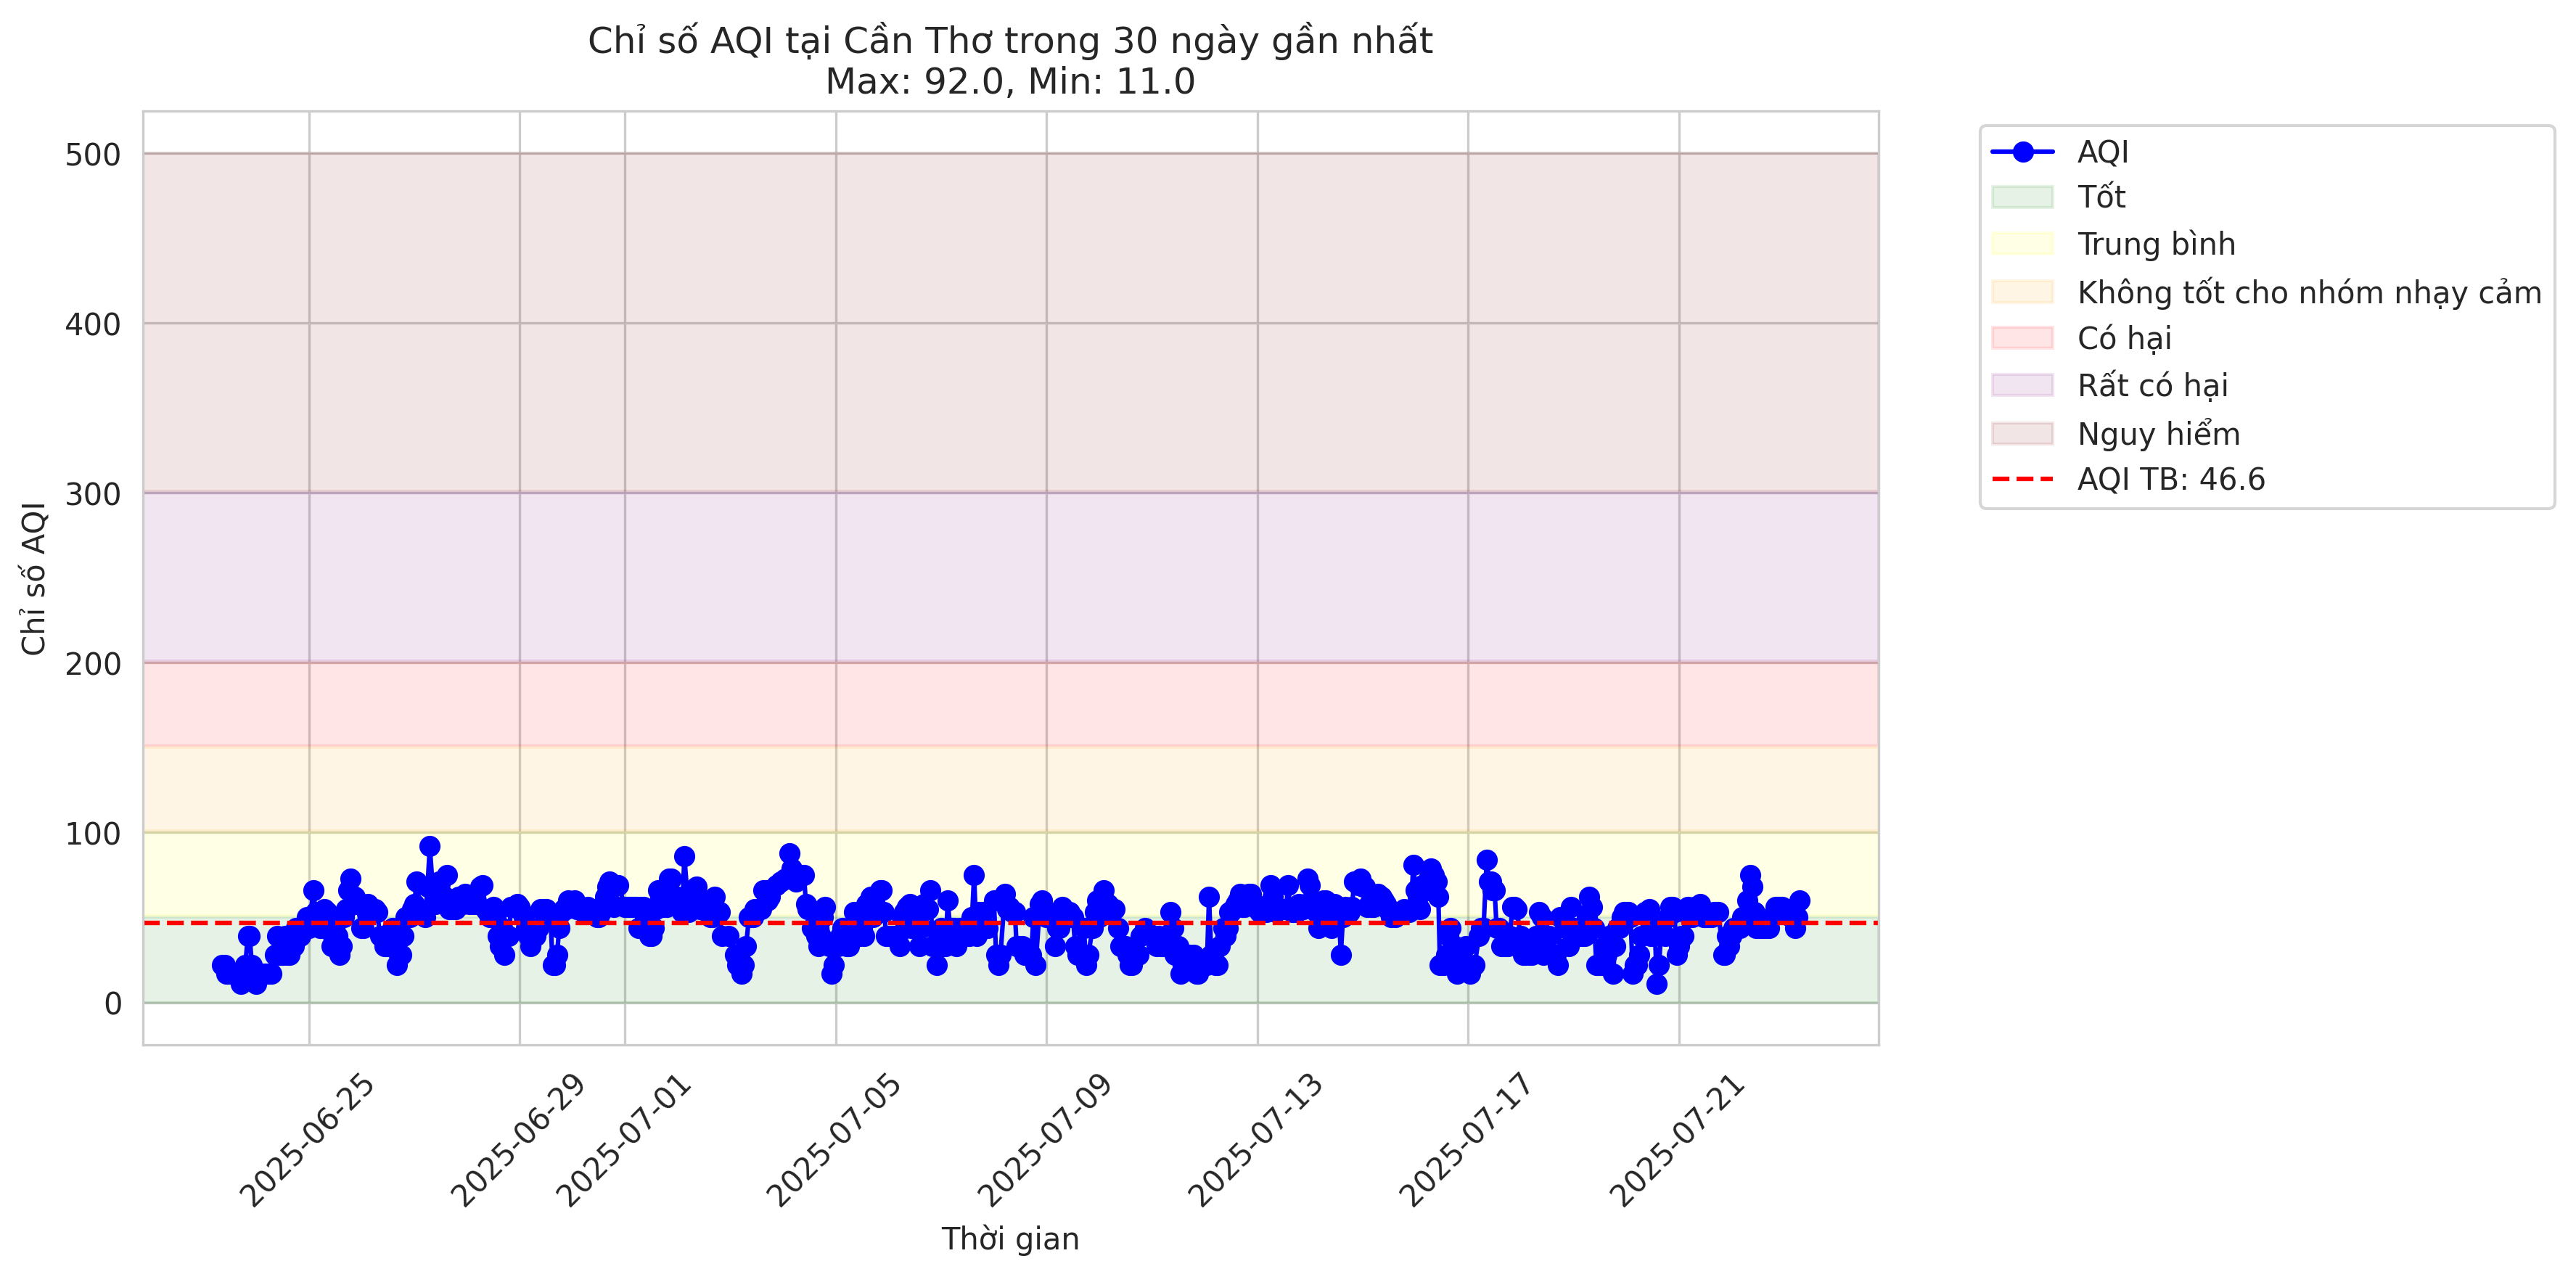 Chỉ số AQI tại Cần Thơ trong 30 ngày gần nhất
Max: 92.0, Min: 11.0
Chỉ số AQI
500
400
300
200
100
0
2025-06-25
2025-06-29
2025-07-01
2025-07-05
2025-07-09
2025-07-13
2025-07-17
2025-07-21
Thời gian
AQI
Tốt
Trung bình
Không tốt cho nhóm nhạy cảm
Có hại
Rất có hại
Nguy hiểm
AQI TB: 46.6